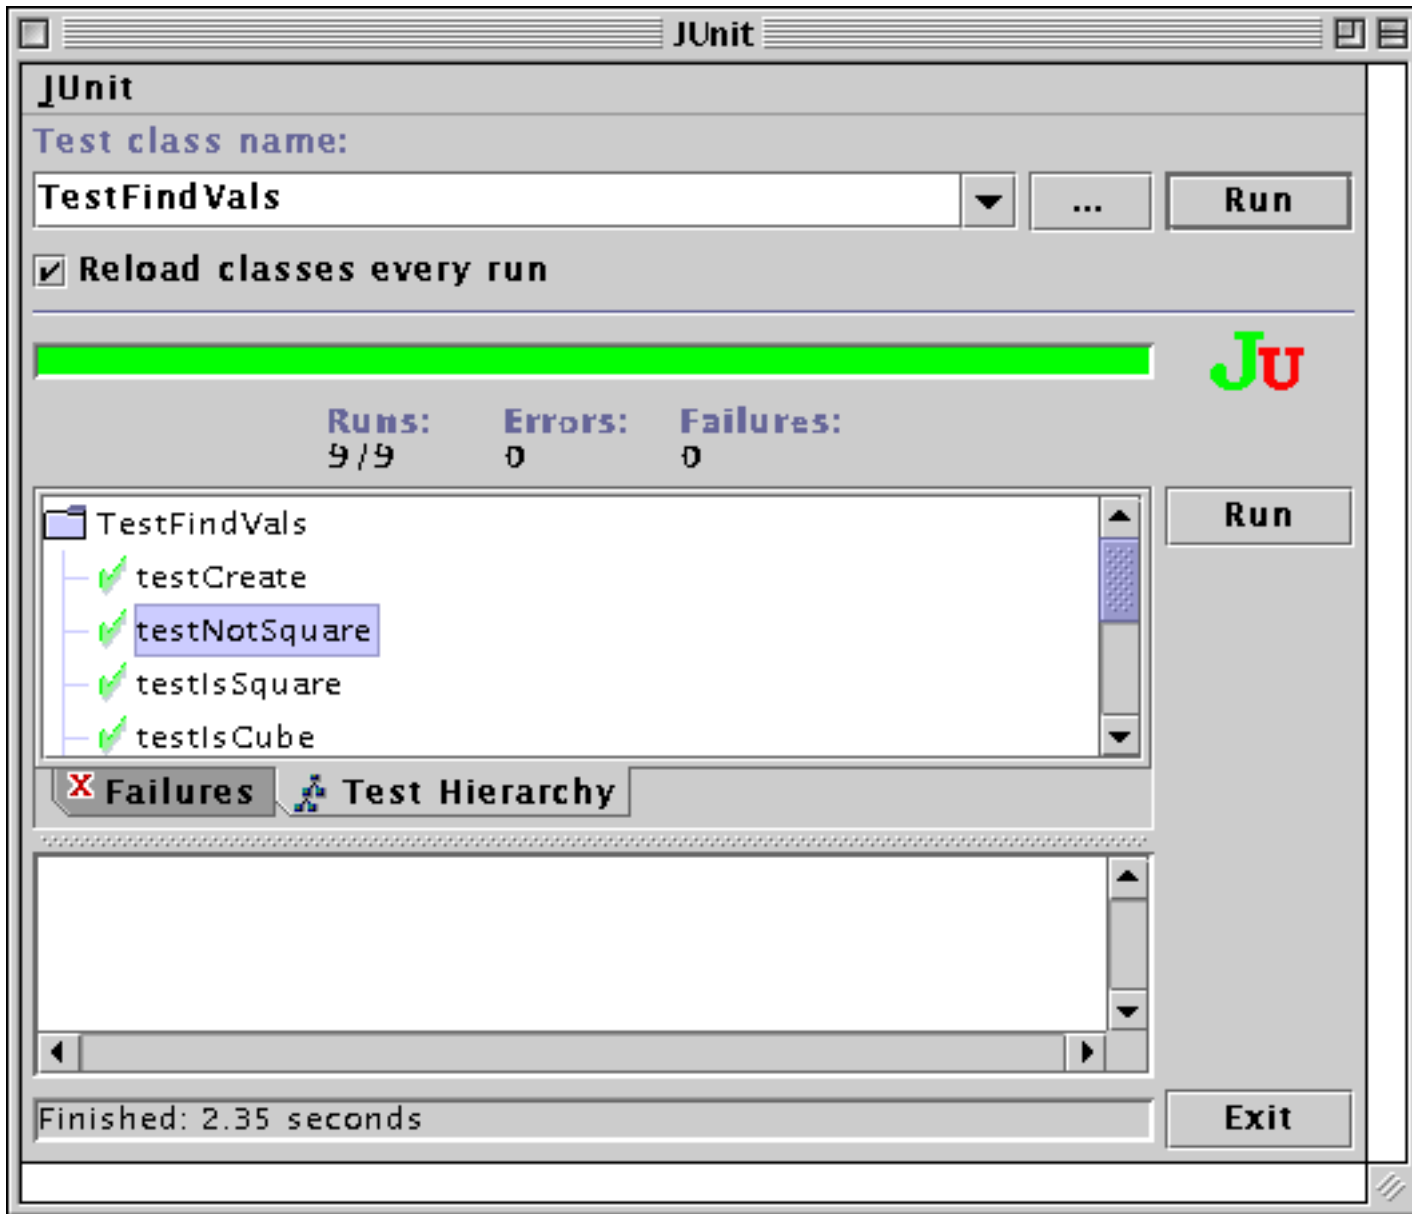 JUnit
JUnit
Test class name:
TestFindVals ... Run
Reload classes every run
JU
Runs: Errors: Failures:
9/9 0 0
TestFindVals Run
testCreate
testNotSquare
testIsSquare
testIsCube
X Failures Test Hierarchy
Finished: 2.35 seconds Exit